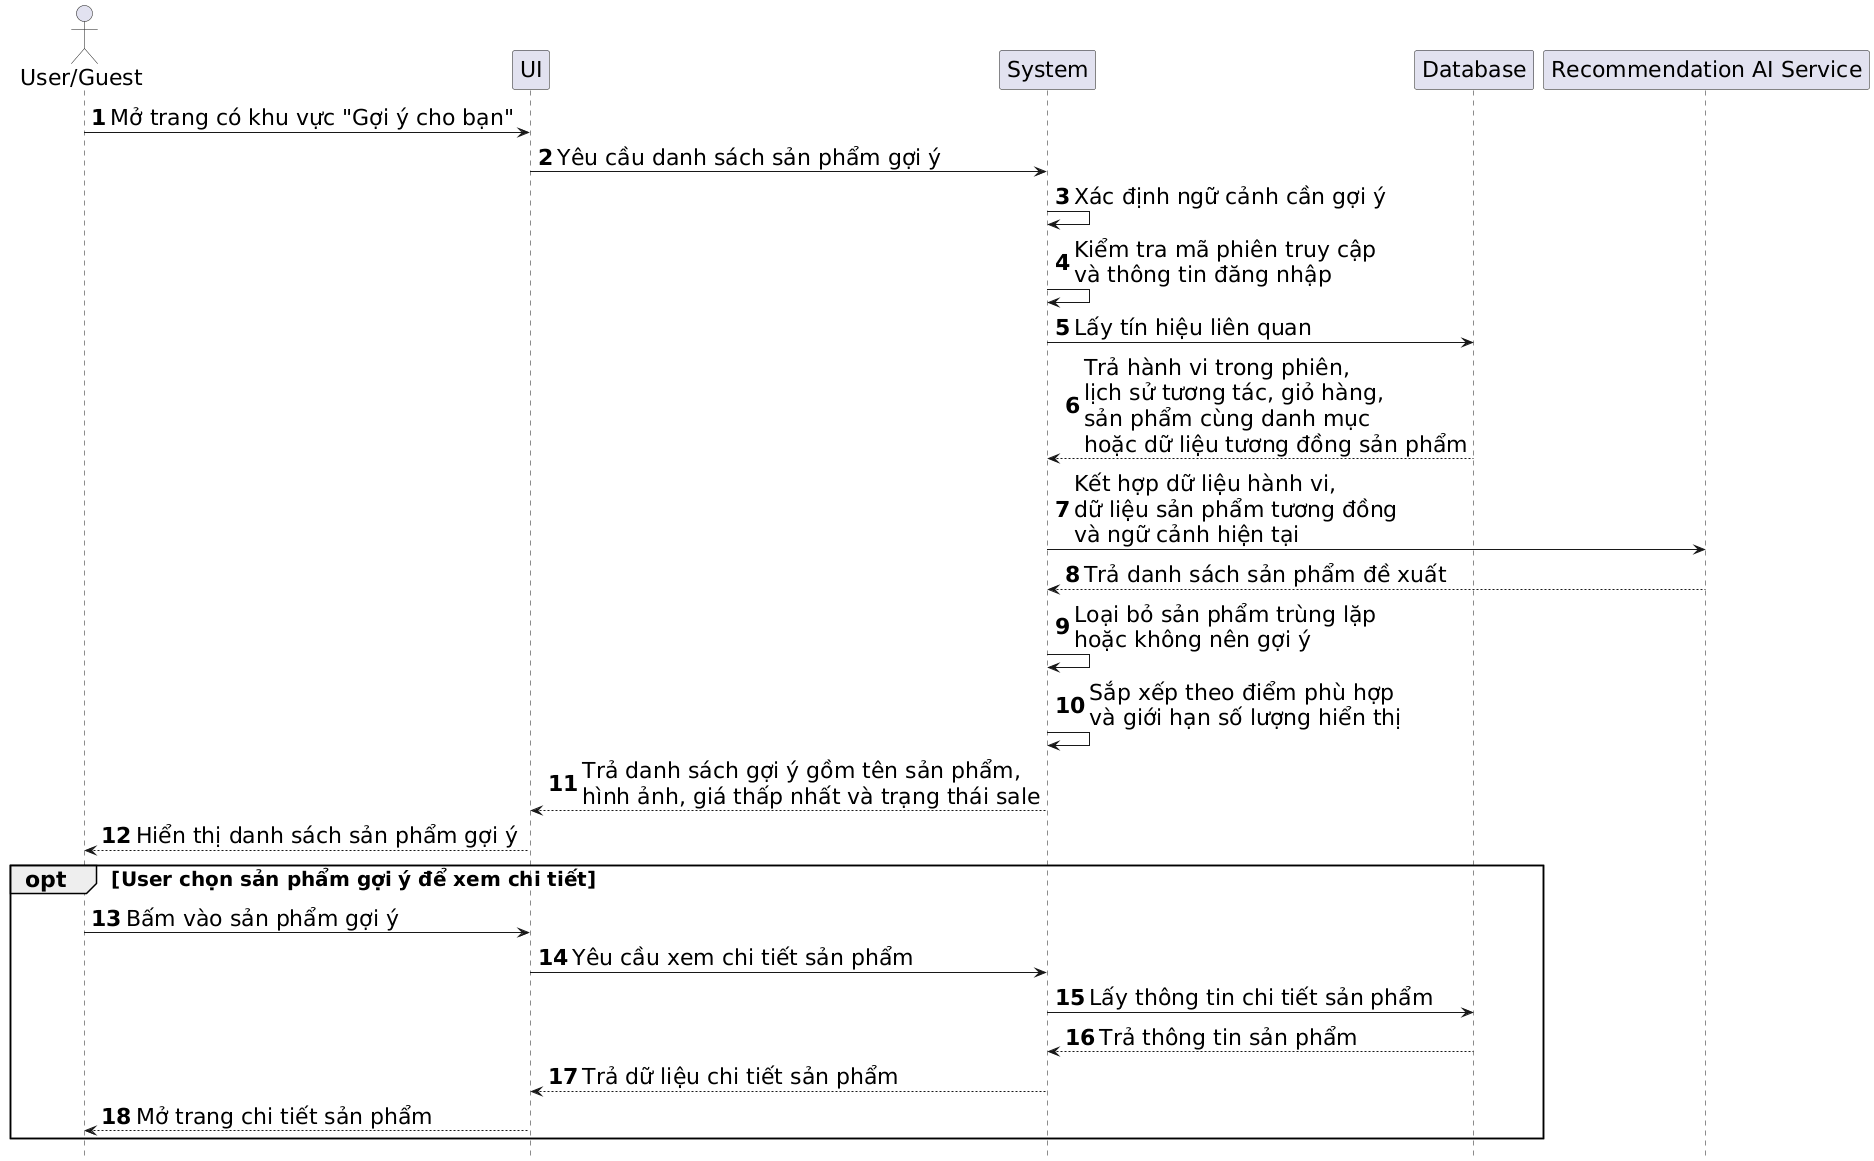 User/Guest
UI
System
Database
Recommendation AI Service
1 Mở trang có khu vực "Gợi ý cho bạn"
2 Yêu cầu danh sách sản phẩm gợi ý
3 Xác định ngữ cảnh cần gợi ý
4 Kiểm tra mã phiên truy cập
và thông tin đăng nhập
5 Lấy tín hiệu liên quan
6 Trả hành vi trong phiên,
lịch sử tương tác, giỏ hàng,
sản phẩm cùng danh mục
hoặc dữ liệu tương đồng sản phẩm
7 Kết hợp dữ liệu hành vi,
dữ liệu sản phẩm tương đồng
và ngữ cảnh hiện tại
8 Trả danh sách sản phẩm đề xuất
9 Loại bỏ sản phẩm trùng lặp
hoặc không nên gợi ý
10 Sắp xếp theo điểm phù hợp
và giới hạn số lượng hiển thị
11 Trả danh sách gợi ý gồm tên sản phẩm,
hình ảnh, giá thấp nhất và trạng thái sale
12 Hiển thị danh sách sản phẩm gợi ý
opt [User chọn sản phẩm gợi ý để xem chi tiết]
13 Bấm vào sản phẩm gợi ý
14 Yêu cầu xem chi tiết sản phẩm
15 Lấy thông tin chi tiết sản phẩm
16 Trả thông tin sản phẩm
17 Trả dữ liệu chi tiết sản phẩm
18 Mở trang chi tiết sản phẩm